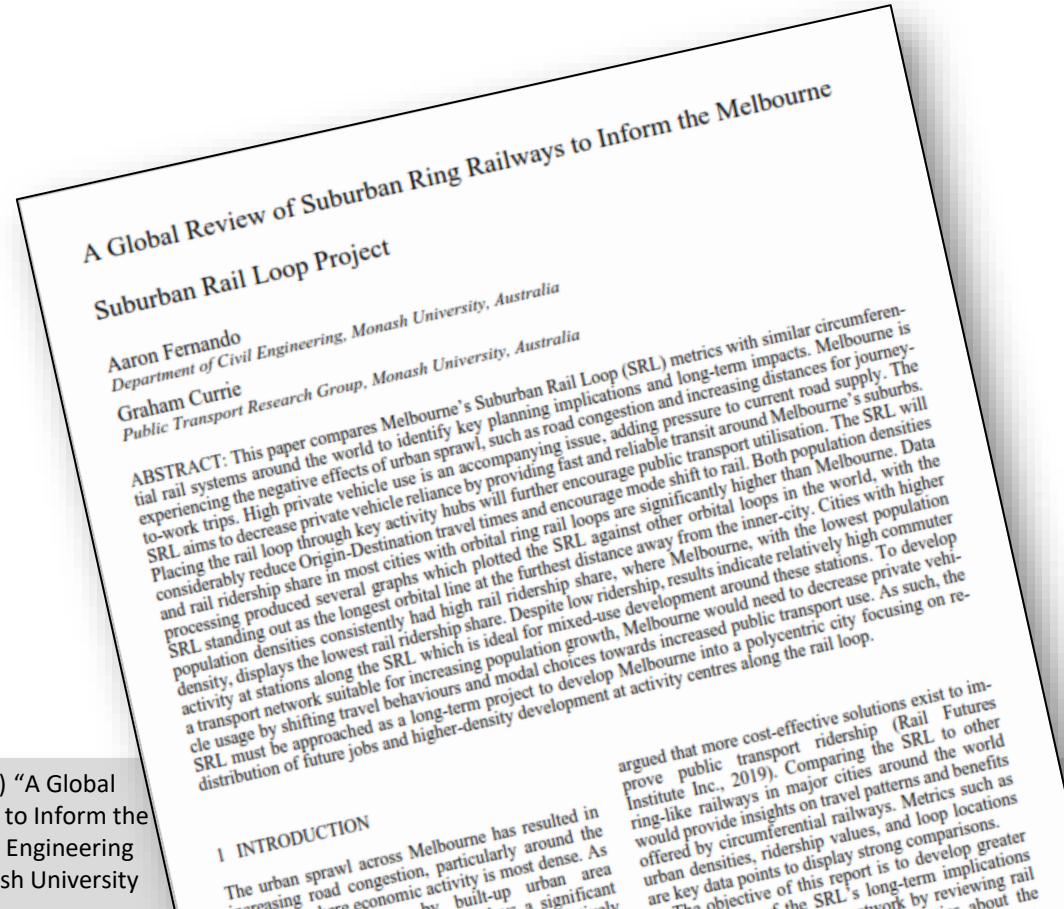 A Global Review of Suburban Ring Railways to Inform the Melbourne
Suburban Rail Loop Project
Aaron Fernando
Department of Civil Engineering, Monash University, Australia
Graham Currie
Public Transport Research Group, Monash University, Australia
ABSTRACT: This paper compares Melbourne's Suburban Rail Loop (SRL) metrics with similar circumferen-
tial rail systems around the world to identify key planning implications and long-term impacts. Melbourne is
experiencing the negative effects of urban sprawl, such as road congestion and increasing distances for journey-
to-work trips. High private vehicle use is an accompanying issue, adding pressure to current road supply. The
SRL aims to decrease private vehicle reliance by providing fast and reliable transit around Melbourne's suburbs.
Placing the rail loop through key activity hubs will further encourage public transport utilisation. The SRL will
considerably reduce Origin-Destination travel times and encourage mode shift to rail. Both population densities
and rail ridership share in most cities with orbital ring rail loops are significantly higher than Melbourne. Data
processing produced several graphs which plotted the SRL against other orbital loops in the world, with the
SRL standing out as the longest orbital line at the furthest distance away from the inner-city. Cities with higher
population densities consistently had high rail ridership share, where Melbourne, with the lowest population
density, displays the lowest rail ridership share. Despite low ridership, results indicate relatively high commuter
activity at stations along the SRL which is ideal for mixed-use development around these stations. To develop
a transport network suitable for increasing population growth, Melbourne would need to decrease private vehi-
cle usage by shifting travel behaviours and modal choices towards increased public transport use. As such, the
SRL must be approached as a long-term project to develop Melbourne into a polycentric city focusing on re-
distribution of future jobs and higher-density development at activity centres along the rail loop.
1 INTRODUCTION
The urban sprawl across Melbourne has resulted in
increasing road congestion, particularly around the
where economic activity is most dense. As
by built-up urban area
a significant
argued that more cost-effective solutions exist to im-
prove public transport ridership (Rail Futures
Institute Inc., 2019). Comparing the SRL to other
ring-like railways in major cities around the world
would provide insights on travel patterns and benefits
offered by circumferential railways. Metrics such as
urban densities, ridership values, and loop locations
are key data points to display strong comparisons.
The objective of this report is to develop greater
of the SRL's long-term implications
network by reviewing rail
about the
) “A Global
to Inform the
Engineering
sh University